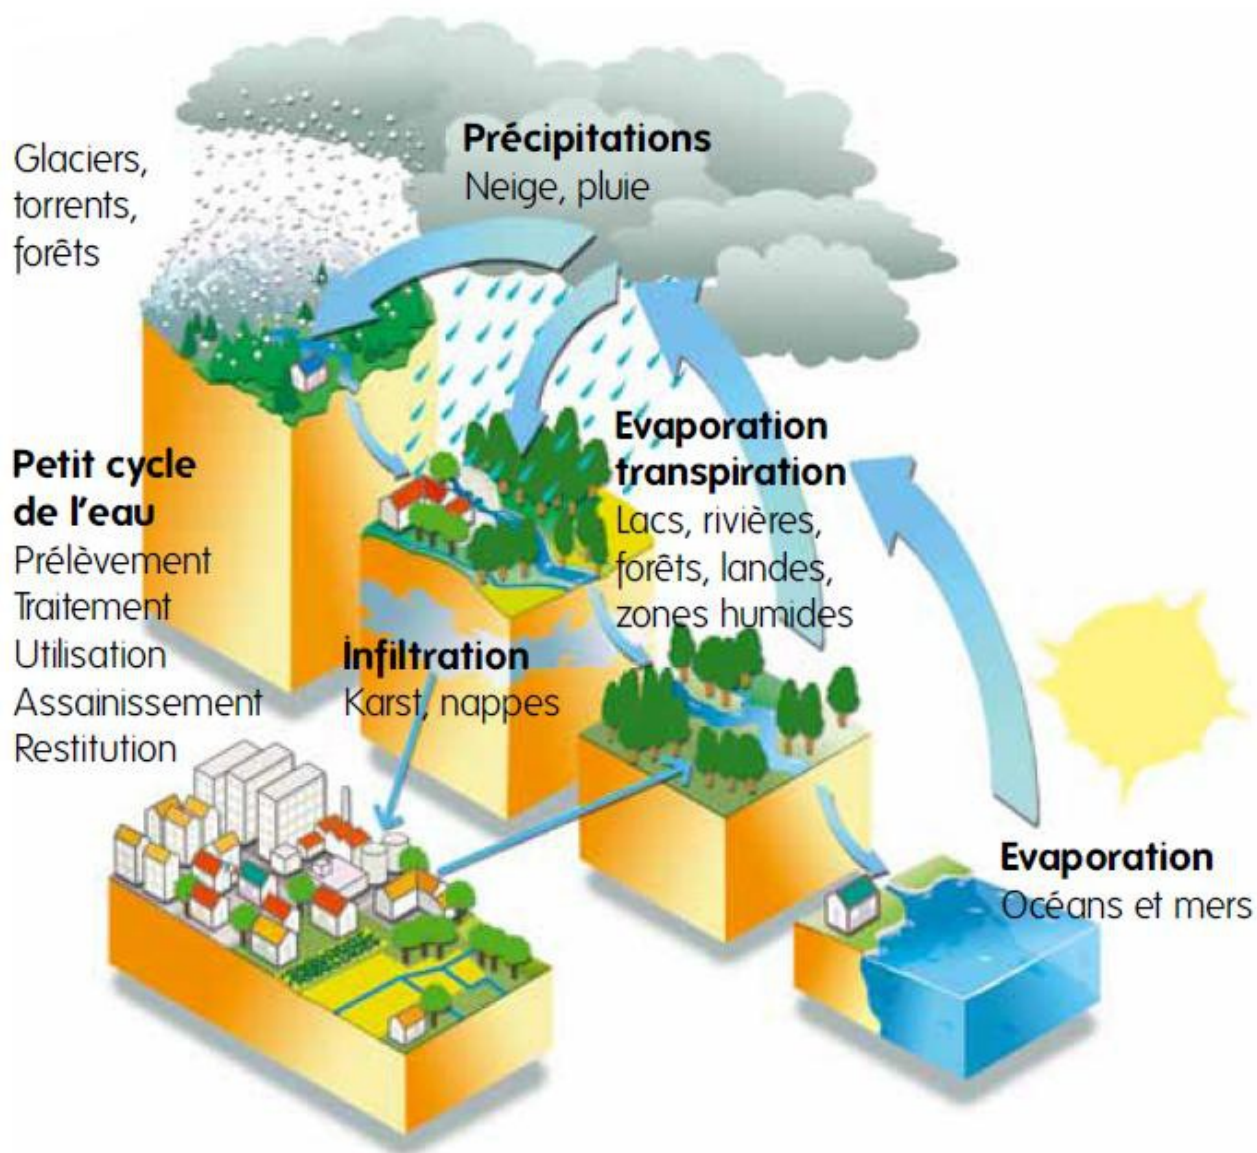 Précipitations
Neige, pluie
Glaciers,
torrents,
forêts
Evaporation
transpiration
Lacs, rivières,
forêts, landes,
zones humides
Petit cycle
de l'eau
Prélèvement
Traitement
Utilisation
Assainissement
Restitution
Infiltration
Karst, nappes
Evaporation
Océans et mers